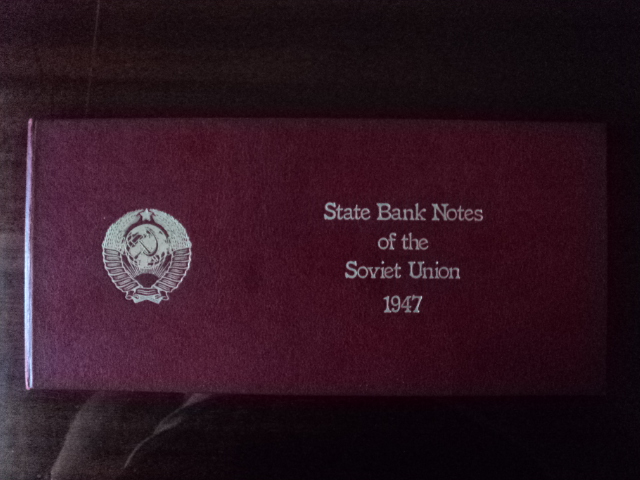 State Bank Notes
of the
Soviet Union
1947